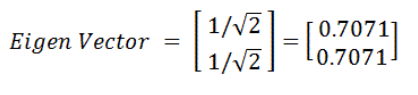 Eigen Vector = [ 1/√2 ] = [ 0.7071 ]
[ 1/√2 ] [ 0.7071 ]